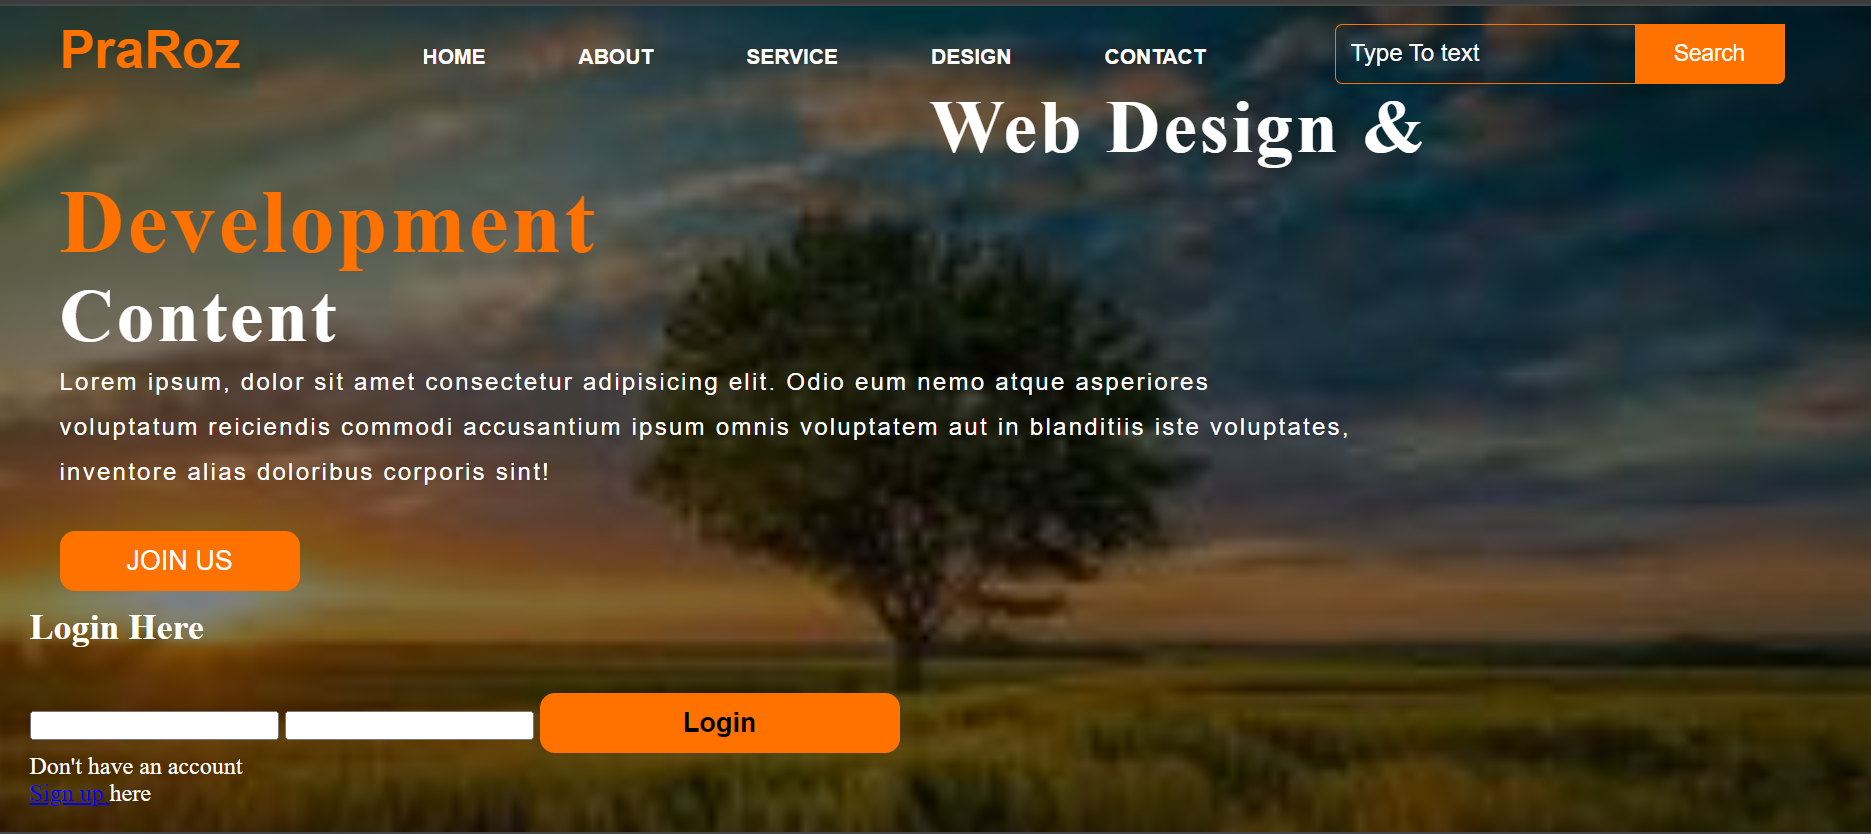 PraRoz
HOME ABOUT SERVICE DESIGN CONTACT
Type To text Search
Web Design &
Development
Content
Lorem ipsum, dolor sit amet consectetur adipisicing elit. Odio eum nemo atque asperiores
voluptatum reiciendis commodi accusantium ipsum omnis voluptatem aut in blanditiis iste voluptates,
inventore alias doloribus corporis sint!
JOIN US
Login Here
Login
Don't have an account
Sign up here